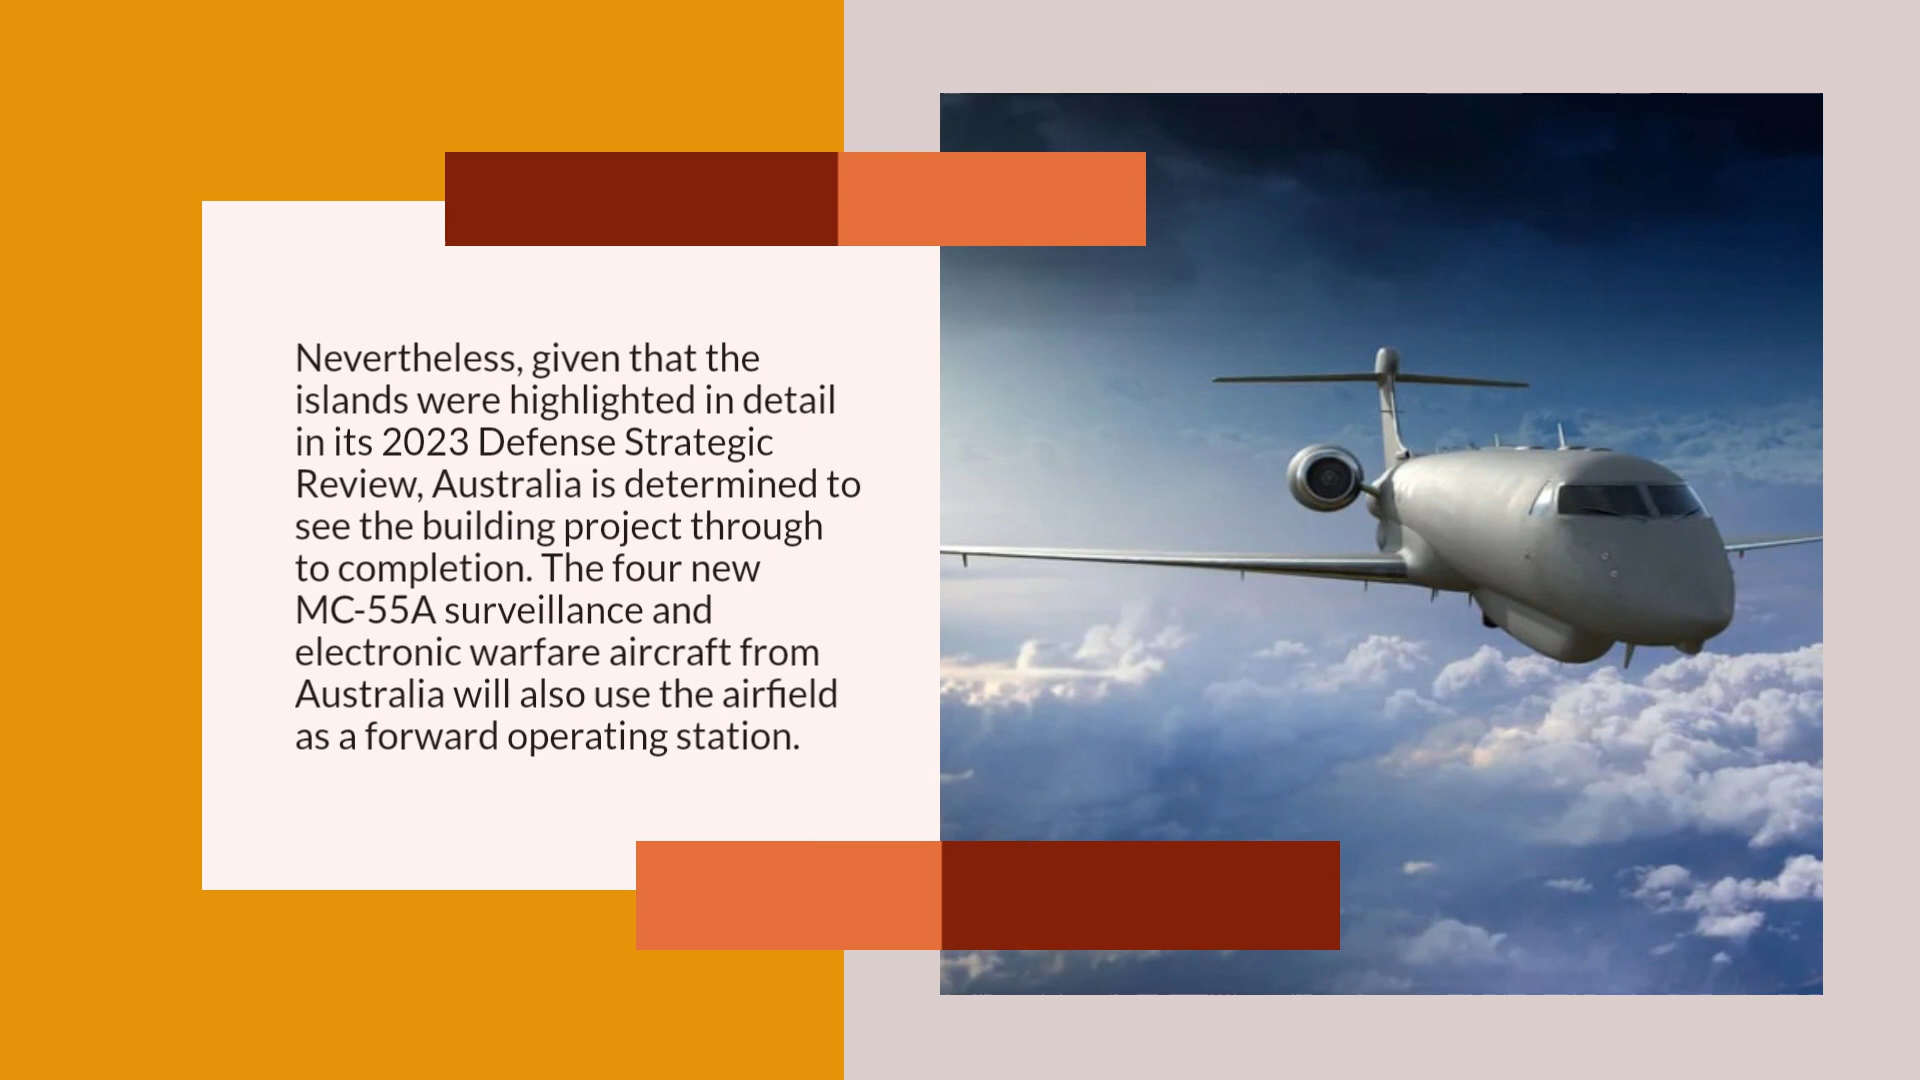 Nevertheless, given that the
islands were highlighted in detail
in its 2023 Defense Strategic
Review, Australia is determined to
see the building project through
to completion. The four new
MC-55A surveillance and
electronic warfare aircraft from
Australia will also use the airfield
as a forward operating station.